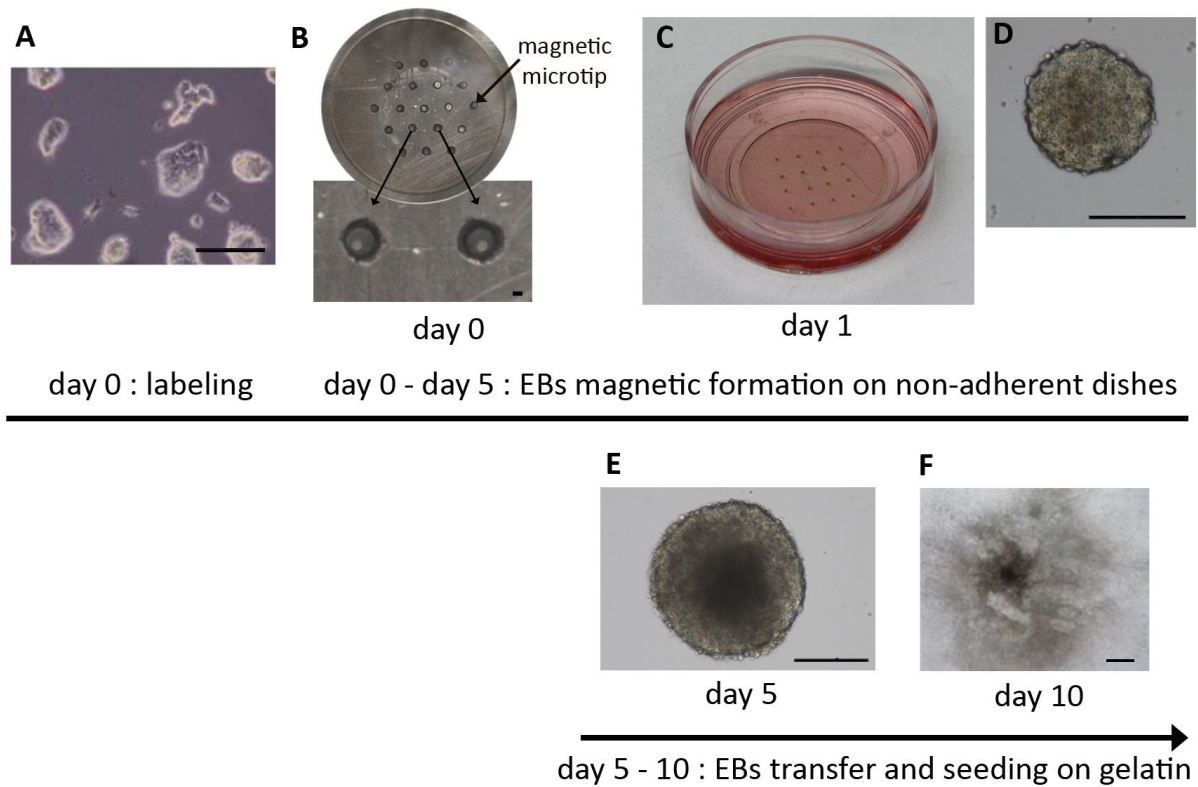 A
B
magnetic
microtip
C
D
day 0
day 1
day 0 : labeling
day 0 - day 5 : EBs magnetic formation on non-adherent dishes
E
F
day 5
day 10
day 5 - 10 : EBs transfer and seeding on gelatin